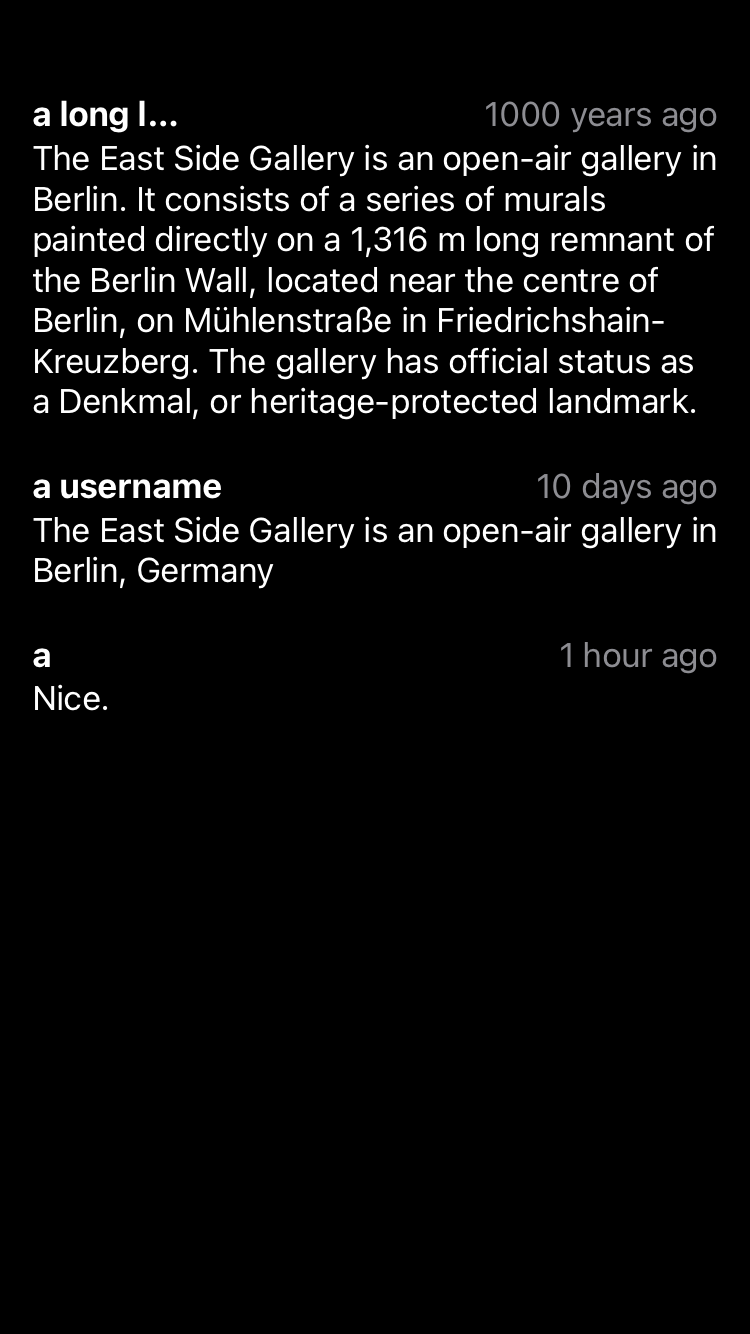 a long l... 1000 years ago
The East Side Gallery is an open-air gallery in
Berlin. It consists of a series of murals
painted directly on a 1,316 m long remnant of
the Berlin Wall, located near the centre of
Berlin, on Mühlenstraße in Friedrichshain-
Kreuzberg. The gallery has official status as
a Denkmal, or heritage-protected landmark.
a username 10 days ago
The East Side Gallery is an open-air gallery in
Berlin, Germany
a 1 hour ago
Nice.